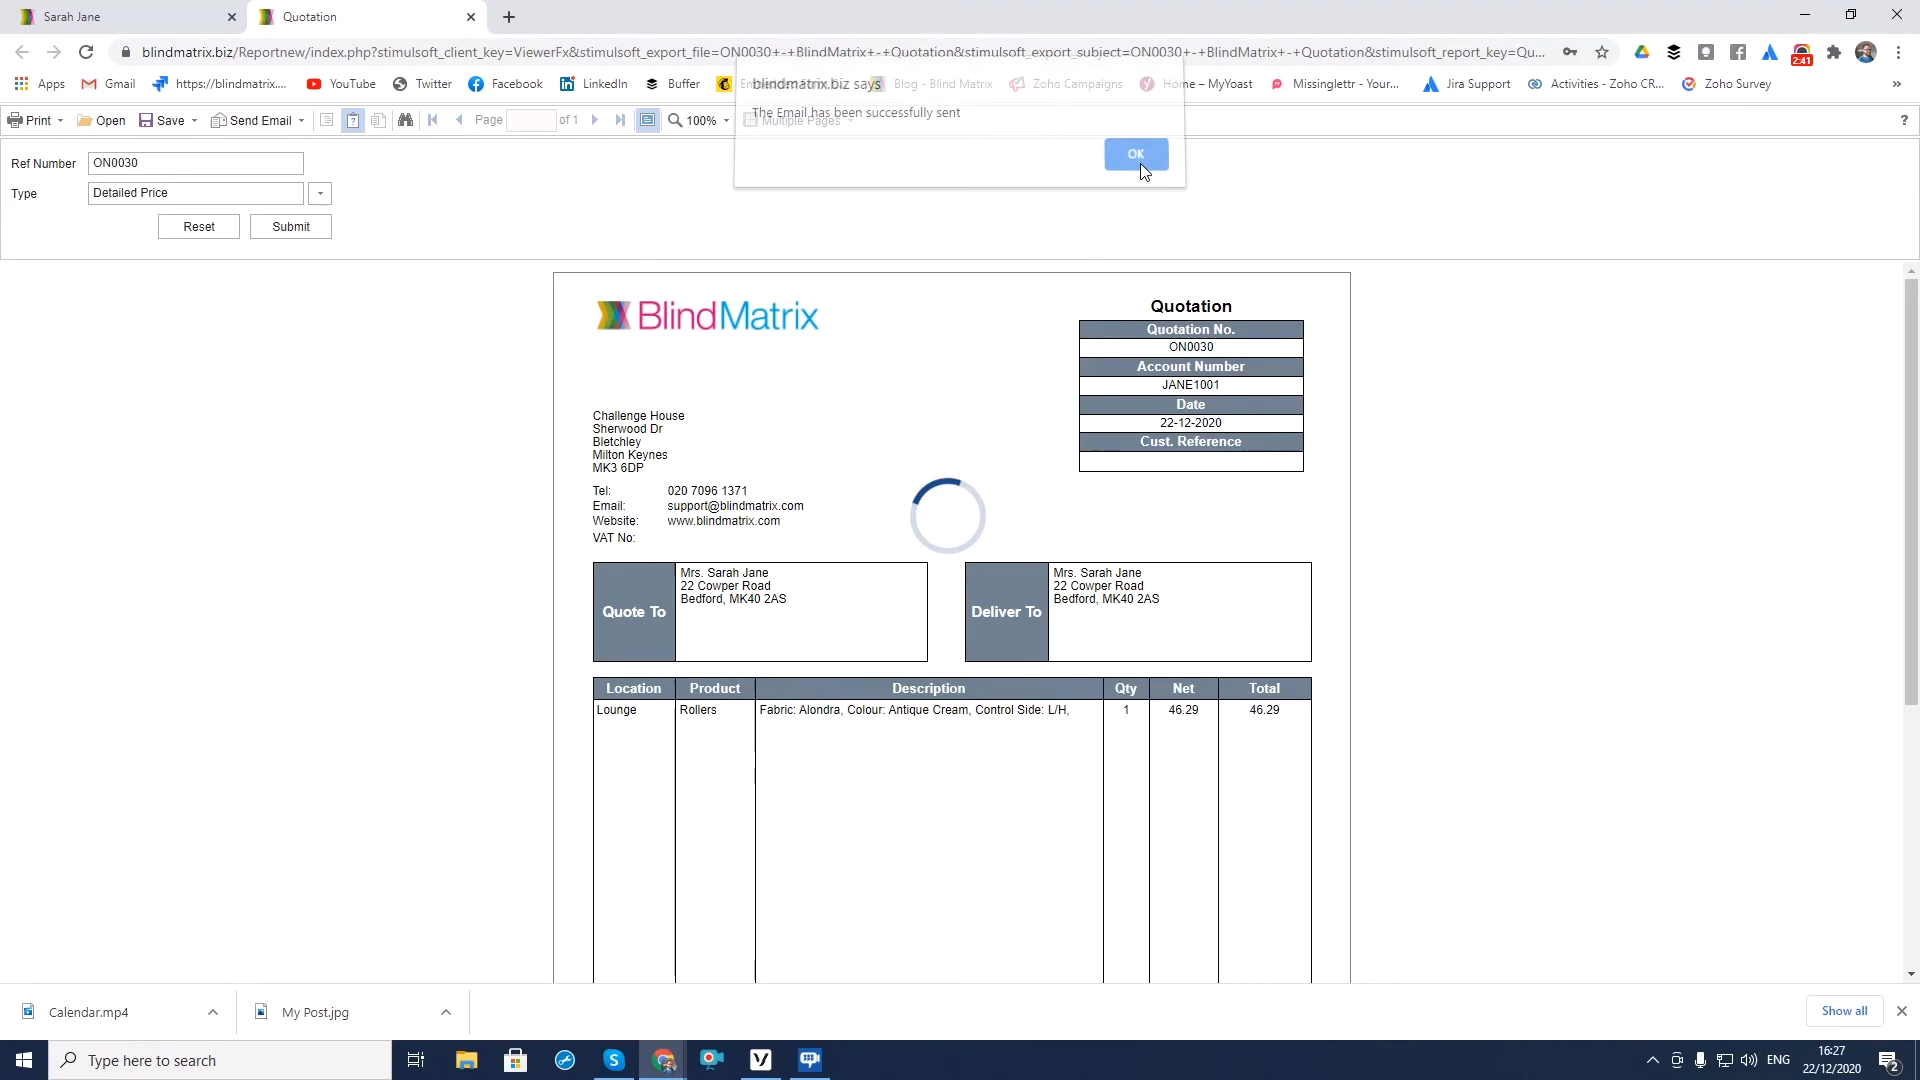 Sarah Jane
Quotation
blindmatrix.biz/Reportnew/index.php?stimulsoft_client_key=ViewerFx&stimulsoft_export_file=ON0030+-+BlindMatrix+-+Quotation&stimulsoft_export_subject=ON0030+-+BlindMatrix+-+Quotation&stimulsoft_report_key=Qu...
2:41
Apps
Gmail
https://blindmatrix....
YouTube
Twitter
Facebook
LinkedIn
Buffer
Blog - Blind Matrix
Zoho Campaigns
Home – MyYoast
Missinglettr - Your...
Jira Support
Activities - Zoho CR...
Zoho Survey
»
blindmatrix.biz says
The Email has been successfully sent
OK
Print
Open
Save
Send Email
Page
of 1
100%
Multiple Pages
?
Ref Number
ON0030
Type
Detailed Price
Reset
Submit
BlindMatrix
Quotation
Quotation No.
ON0030
Account Number
JANE1001
Date
22-12-2020
Cust. Reference
Challenge House
Sherwood Dr
Bletchley
Milton Keynes
MK3 6DP
Tel: 020 7096 1371
Email: support@blindmatrix.com
Website: www.blindmatrix.com
VAT No:
Quote To
Mrs. Sarah Jane
22 Cowper Road
Bedford, MK40 2AS
Deliver To
Mrs. Sarah Jane
22 Cowper Road
Bedford, MK40 2AS
Location Product Description Qty Net Total
Lounge Rollers Fabric: Alondra, Colour: Antique Cream, Control Side: L/H, 1 46.29 46.29
Calendar.mp4
My Post.jpg
Show all
Type here to search
ENG
16:27
22/12/2020
2